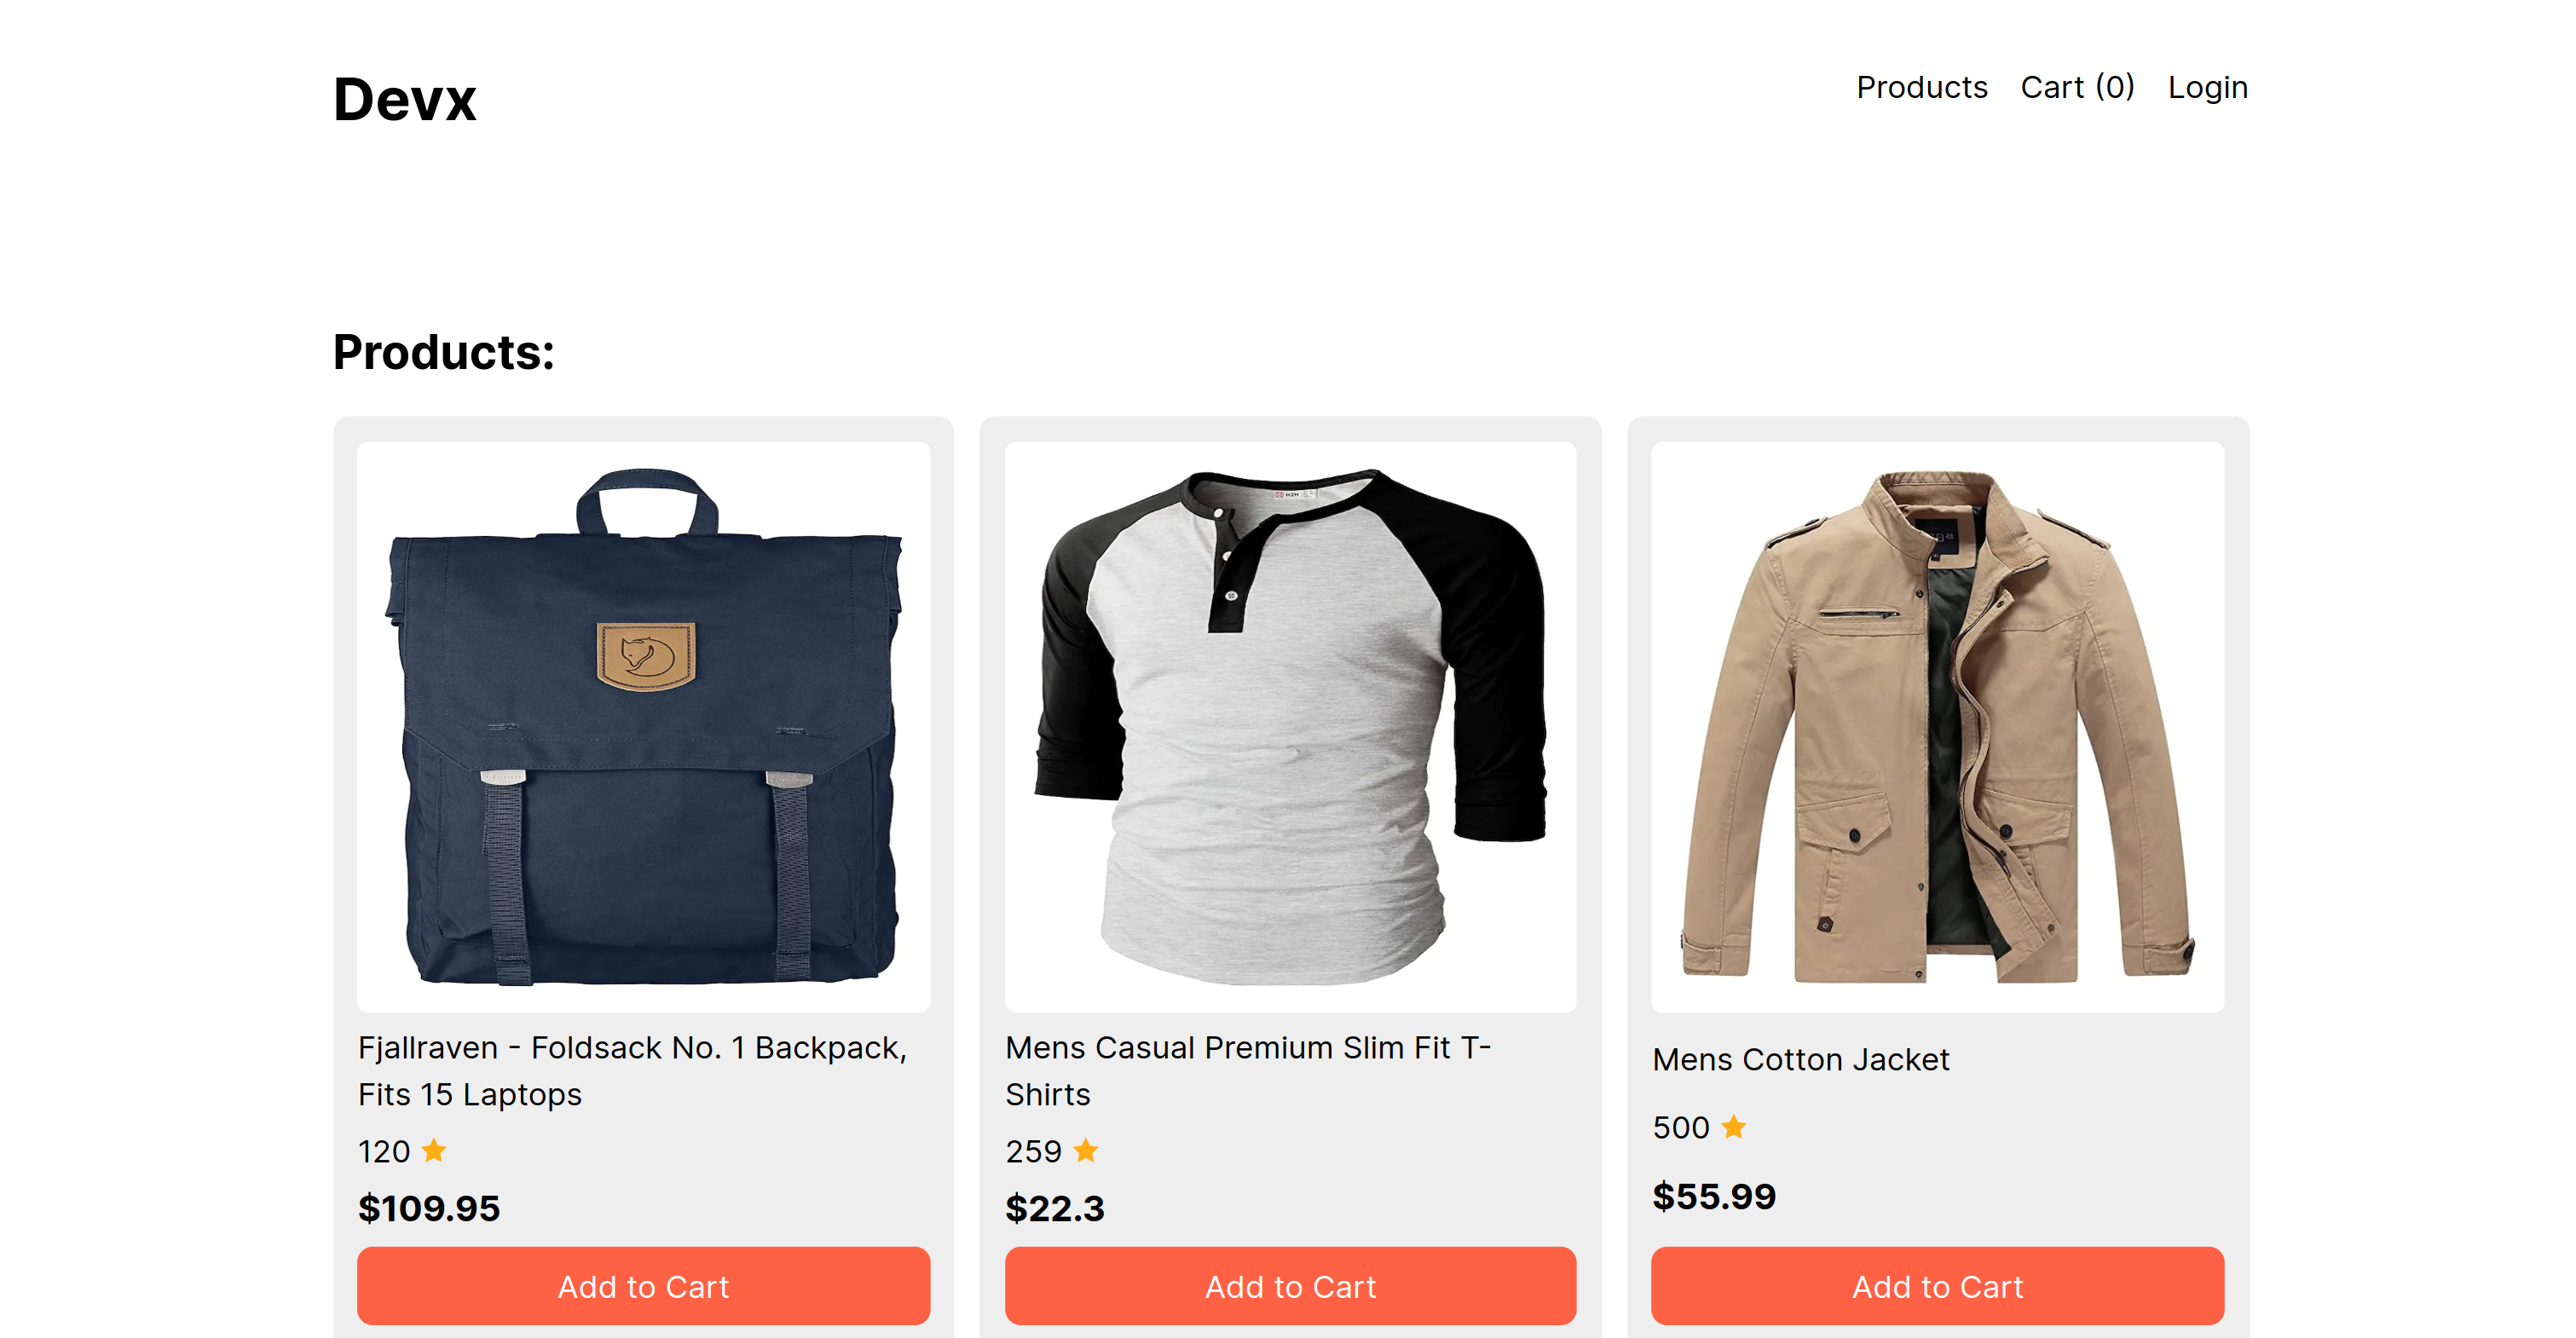 Devx
Products Cart (0) Login
Products:
Fjallraven - Foldsack No. 1 Backpack,
Fits 15 Laptops
120
$109.95
Add to Cart
Mens Casual Premium Slim Fit T-
Shirts
259
$22.3
Add to Cart
Mens Cotton Jacket
500
$55.99
Add to Cart